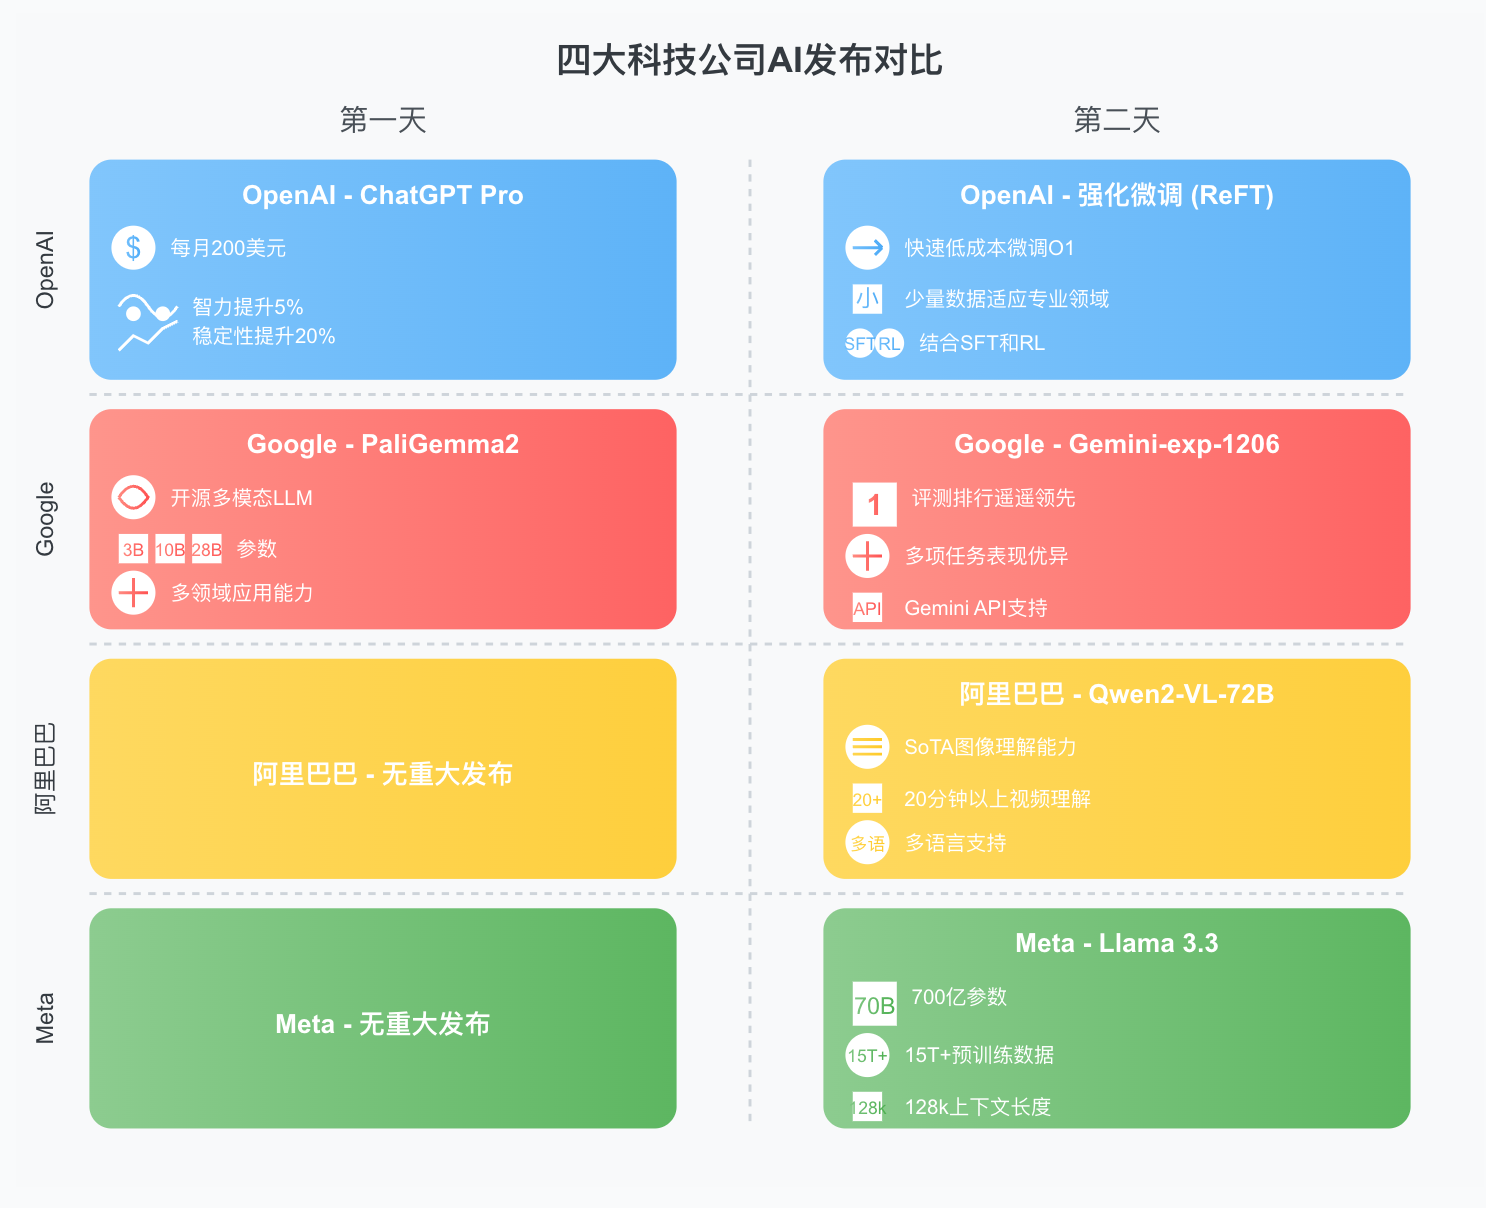 四大科技公司AI发布对比
第一天
第二天
OpenAI
OpenAI - ChatGPT Pro
$
每月200美元
智力提升5%
稳定性提升20%
OpenAI - 强化微调 (ReFT)
快速低成本微调O1
小
少量数据适应专业领域
SFT
RL
结合SFT和RL
Google
Google - PaliGemma2
开源多模态LLM
3B
10B
28B
参数
多领域应用能力
Google - Gemini-exp-1206
1
评测排行遥遥领先
多项任务表现优异
API
Gemini API支持
阿里巴巴
阿里巴巴 - 无重大发布
阿里巴巴 - Qwen2-VL-72B
SoTA图像理解能力
20+
20分钟以上视频理解
多语
多语言支持
Meta
Meta - 无重大发布
Meta - Llama 3.3
70B
700亿参数
15T+
15T+预训练数据
128k
128k上下文长度